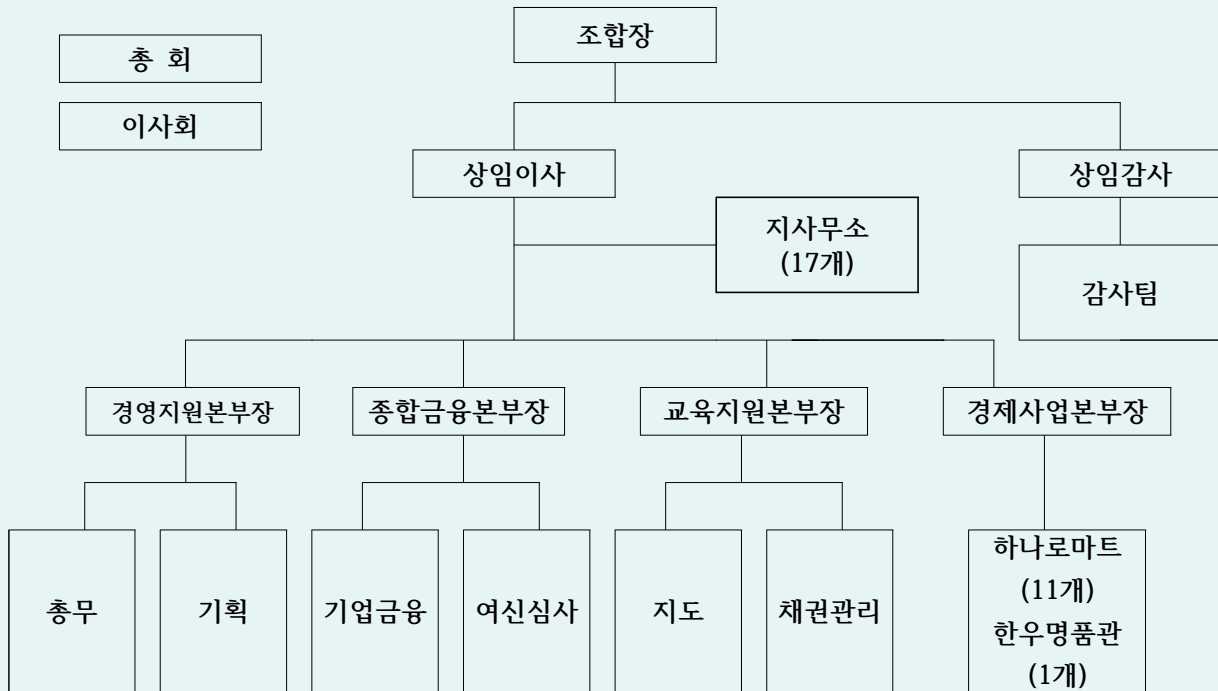 조합장
총 회
이사회
상임이사
상임감사
지사무소
(17개)
감사팀
경영지원본부장
종합금융본부장
교육지원본부장
경제사업본부장
총무
기획
기업금융
여신심사
지도
채권관리
하나로마트
(11개)
한우명품관
(1개)